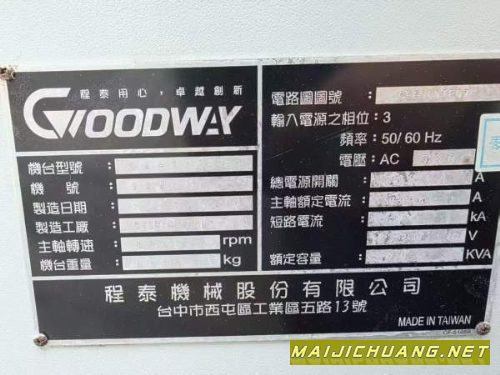 程泰用心，卓越創新
GOODWAY
機台型號
機號
製造日期
製造工廠
主軸轉速 rpm
機台重量 kg
電路圖圖號：
輸入電源之相位：3
頻率：50/60 Hz
電壓：AC
總電源開關 A
主軸額定電流 A
短路電流 kA
V
額定容量 KVA
程泰機械股份有限公司
台中市西屯區工業區五路13號
MADE IN TAIWAN
MAIJICHUANG.NET